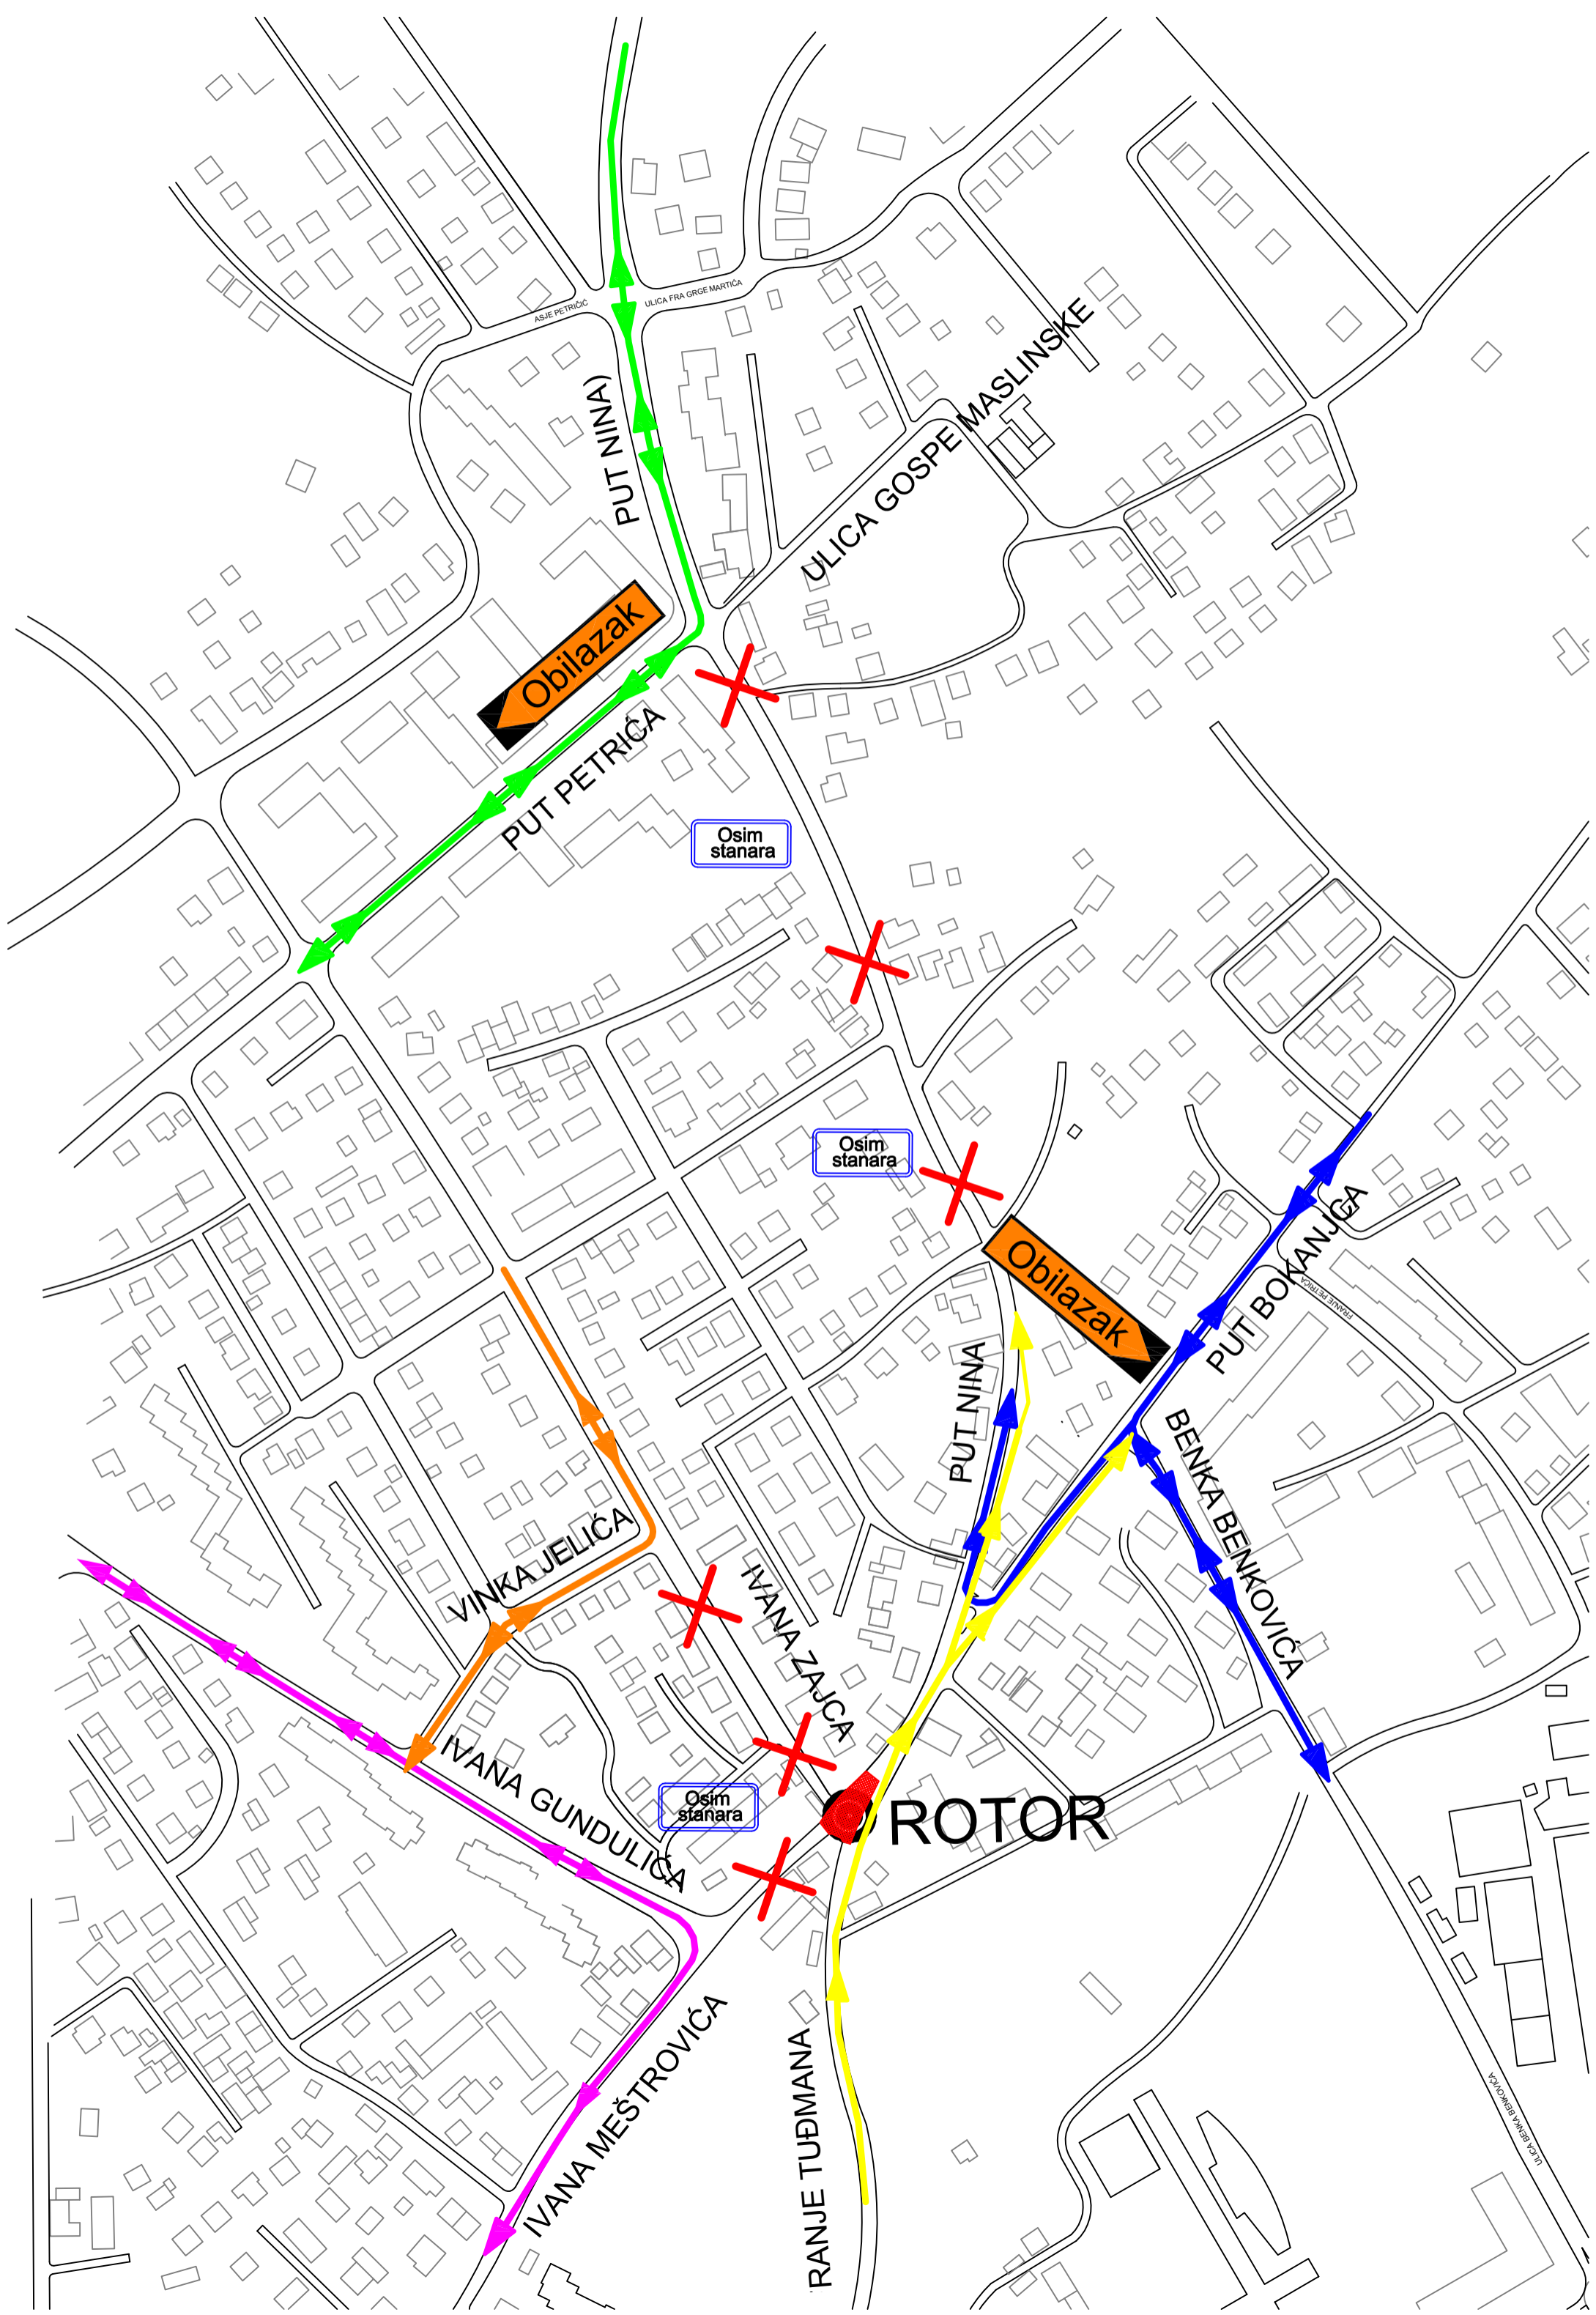 ASJE PETRIČIĆ
ULICA FRA GRGE MARTIĆA
PUT NINA)
ULICA GOSPE MASLINSKE
Obilazak
PUT PETRIĆA
Osim
stanara
Osim
stanara
Obilazak
PUT BOKANJCA
FRANJE PETRIĆA
PUT NINA
BENKA BENKOVIĆA
VINKA JELIĆA
IVANA ZAJCA
IVANA GUNDULIĆA
Osim
stanara
ROTOR
IVANA MEŠTROVIĆA
RANJE TUĐMANA
ULICA BENKA BENKOVIĆA